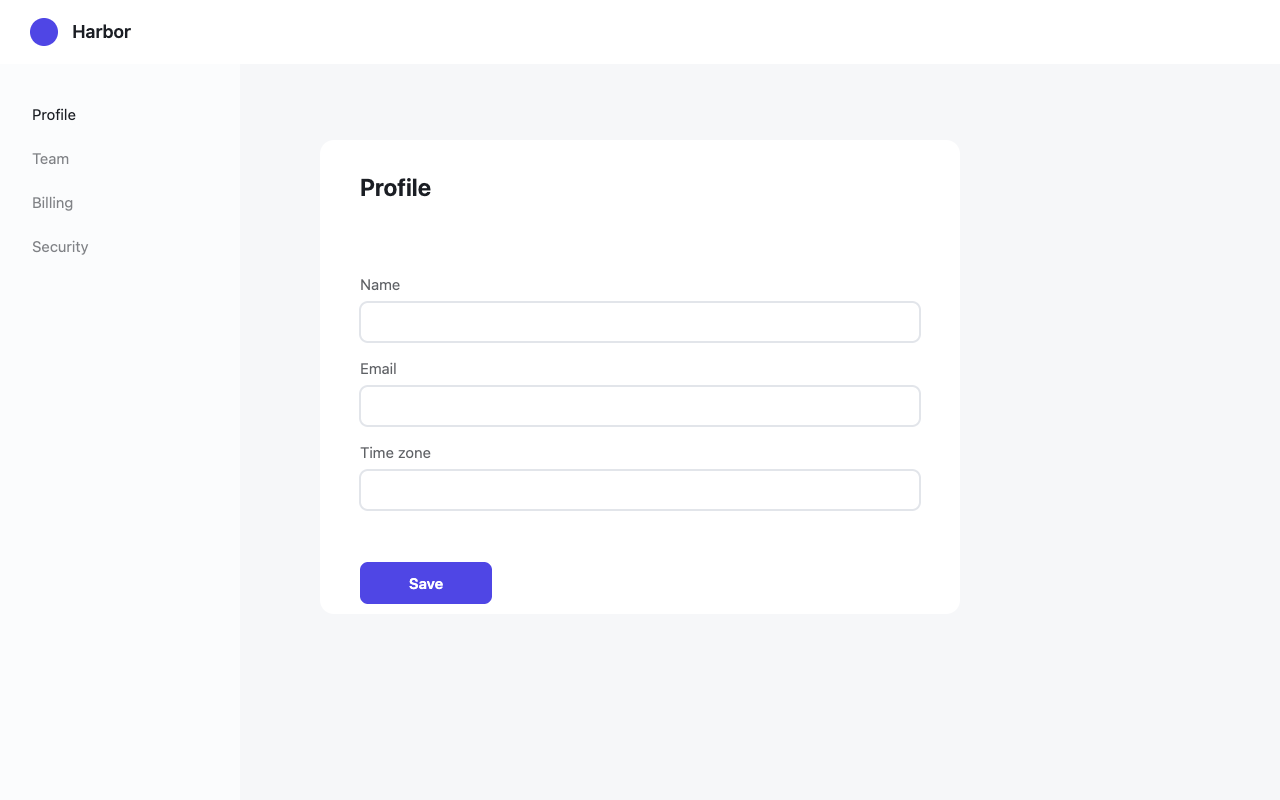 Harbor
Profile
Team
Billing
Security
Profile
Name
Email
Time zone
Save